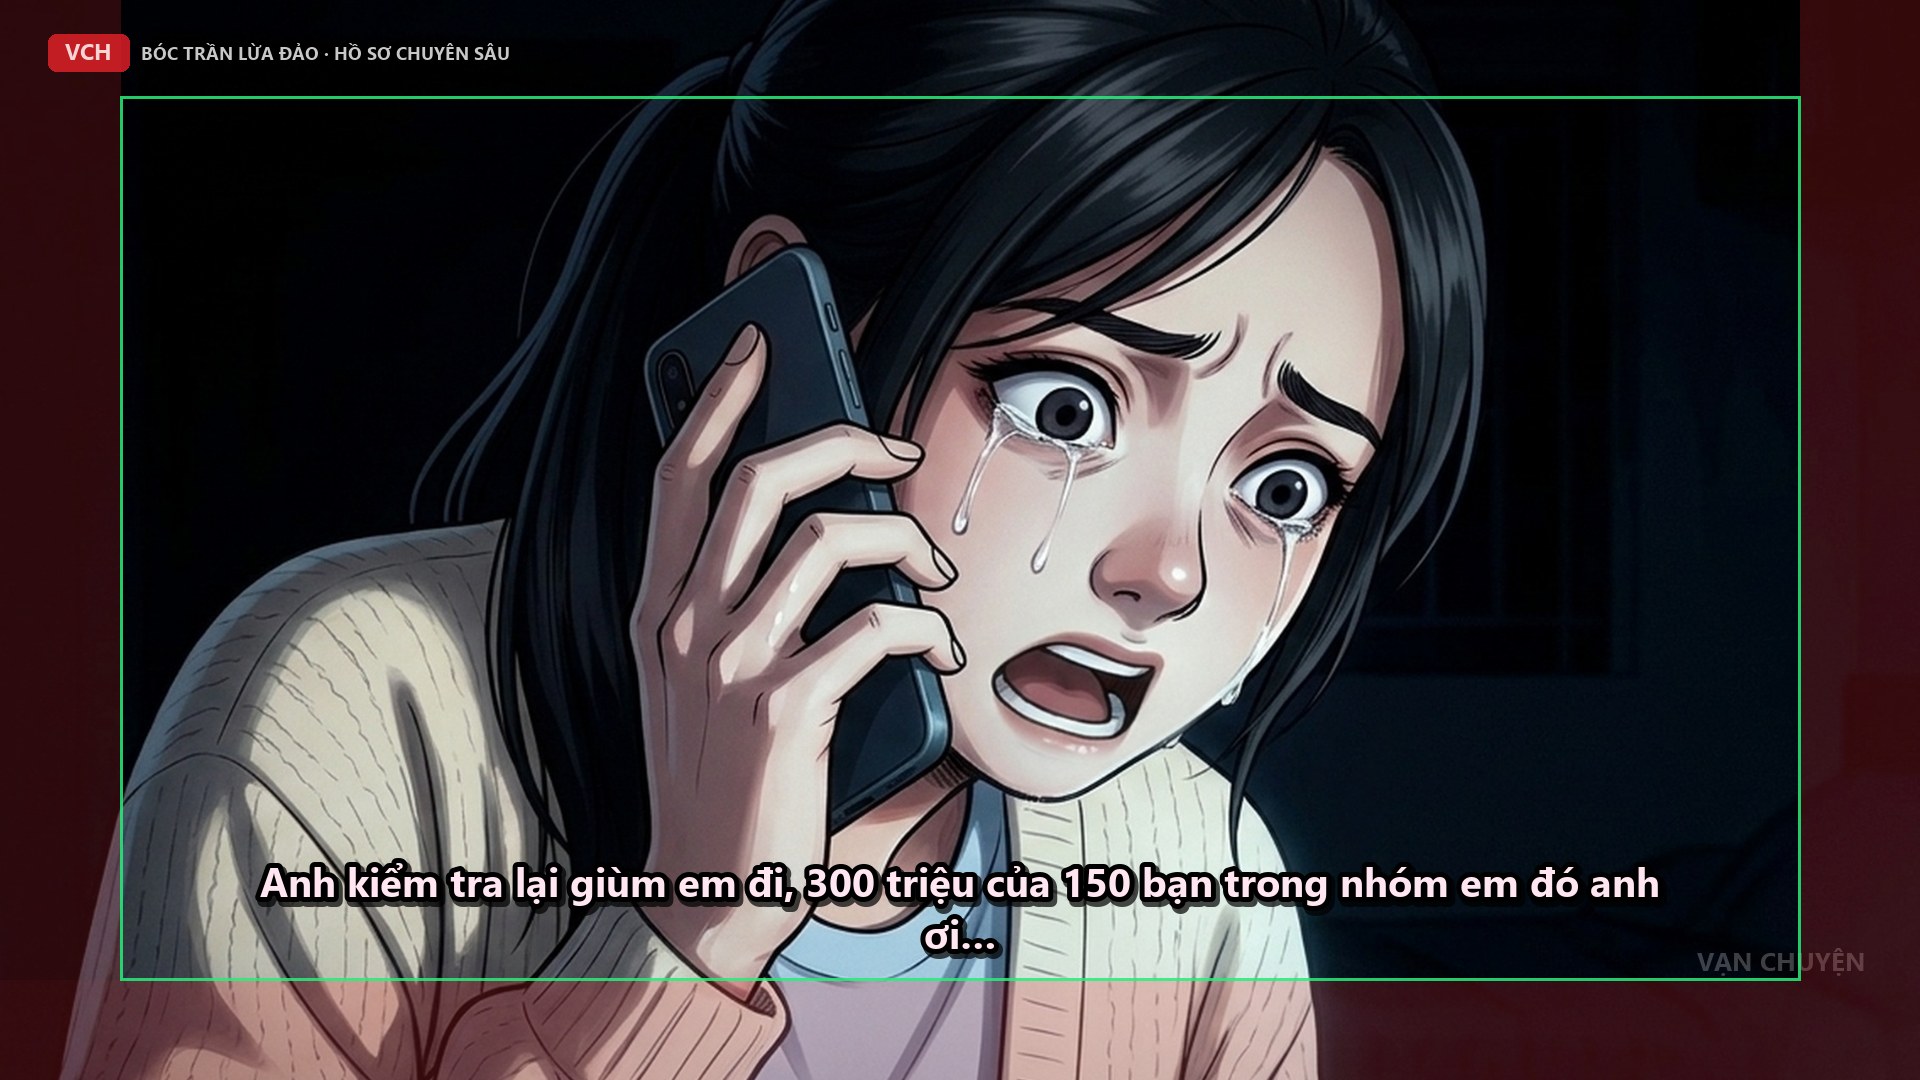 VCH BÓC TRẦN LỪA ĐẢO · HỒ SƠ CHUYÊN SÂU
Anh kiểm tra lại giùm em đi, 300 triệu của 150 bạn trong nhóm em đó anh
ơi...
VẠN CHUYỆN